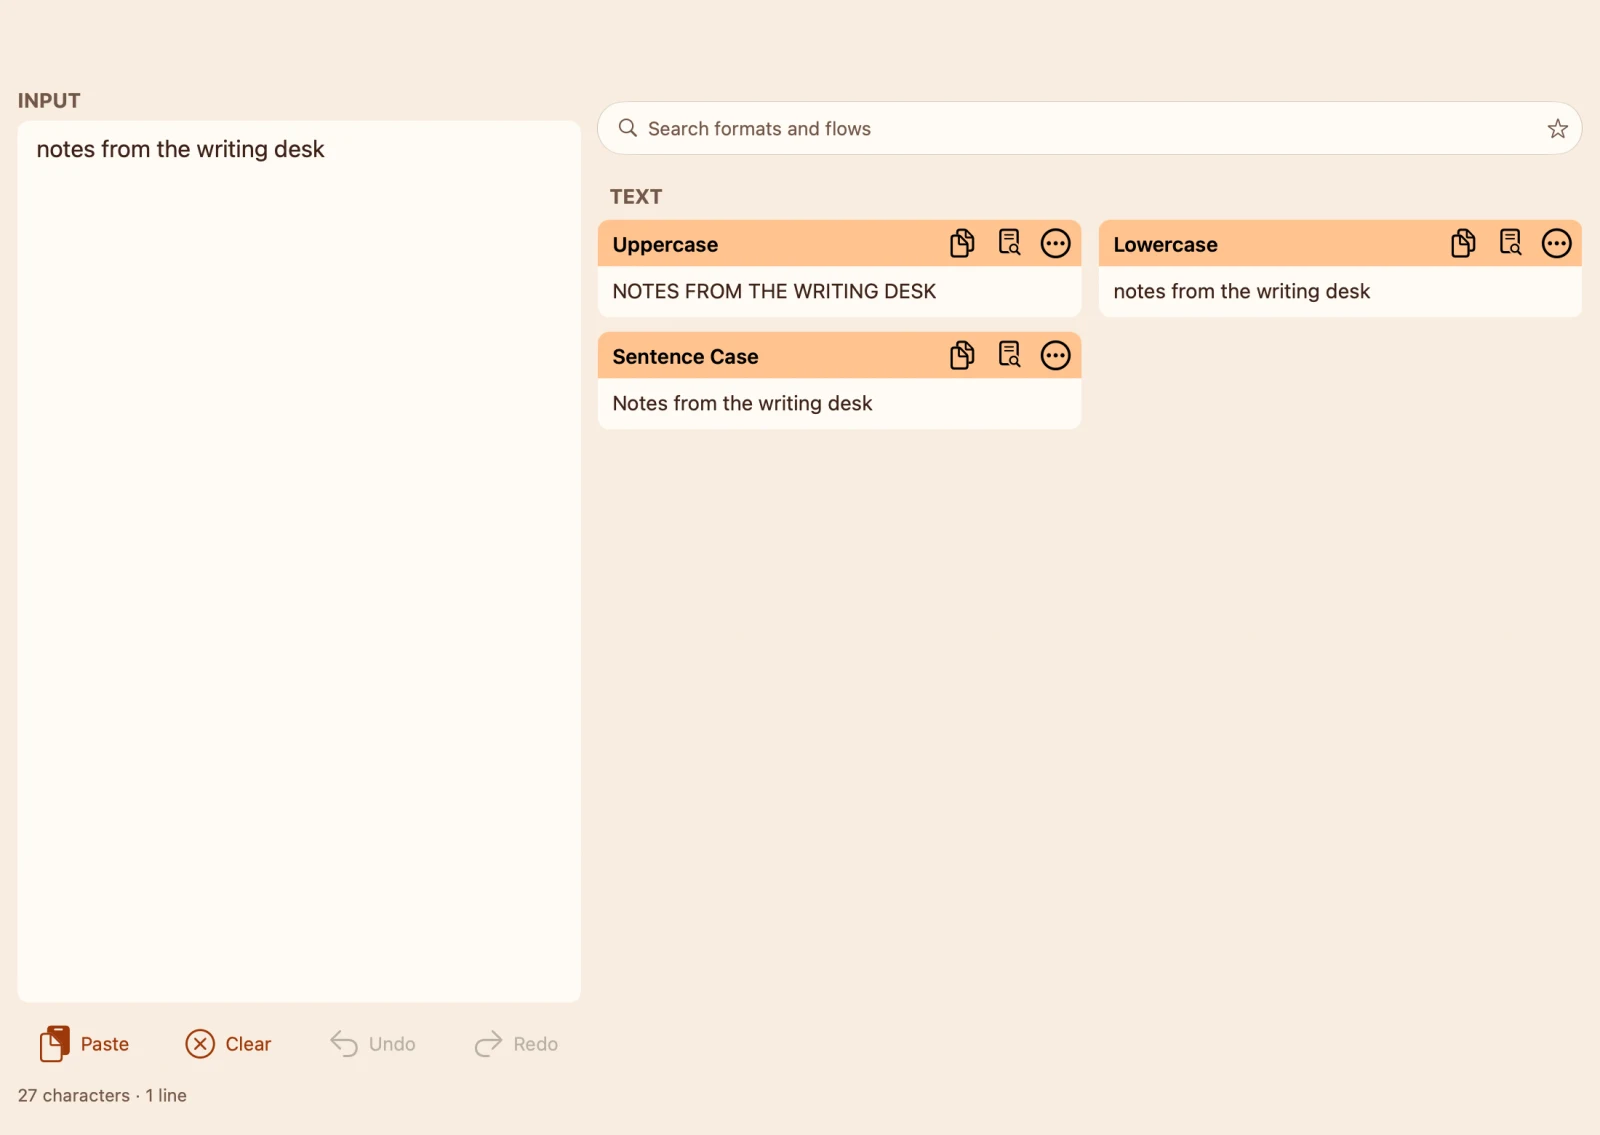 INPUT
notes from the writing desk
Paste
Clear
Undo
Redo
27 characters · 1 line
Search formats and flows
TEXT
Uppercase
NOTES FROM THE WRITING DESK
Lowercase
notes from the writing desk
Sentence Case
Notes from the writing desk